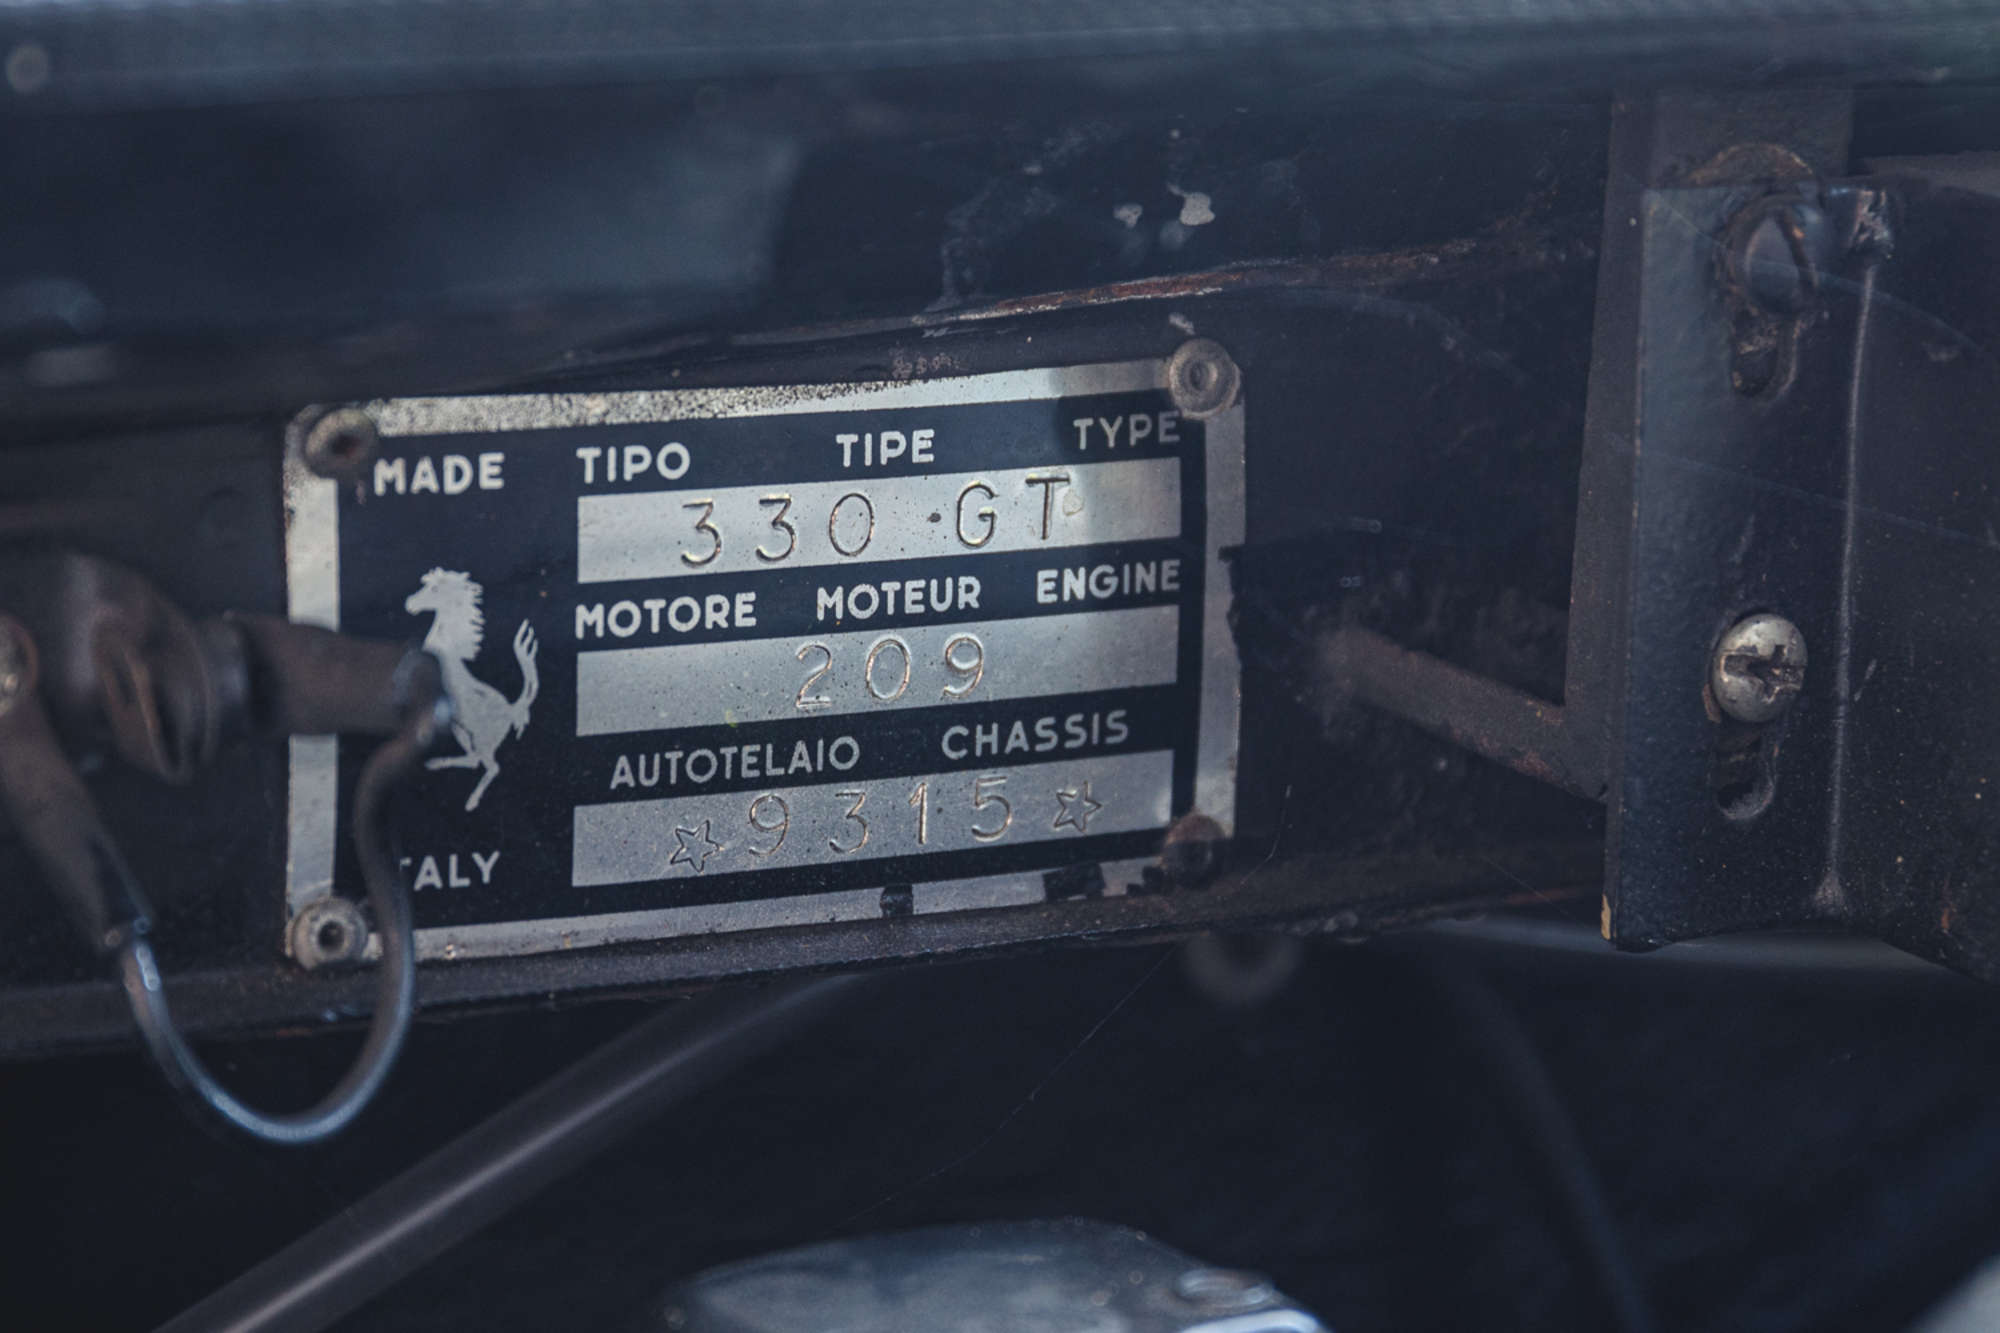 MADE TIPO TIPE TYPE
330 GT
MOTORE MOTEUR ENGINE
209
AUTOTELAIO CHASSIS
☆9315☆
TALY